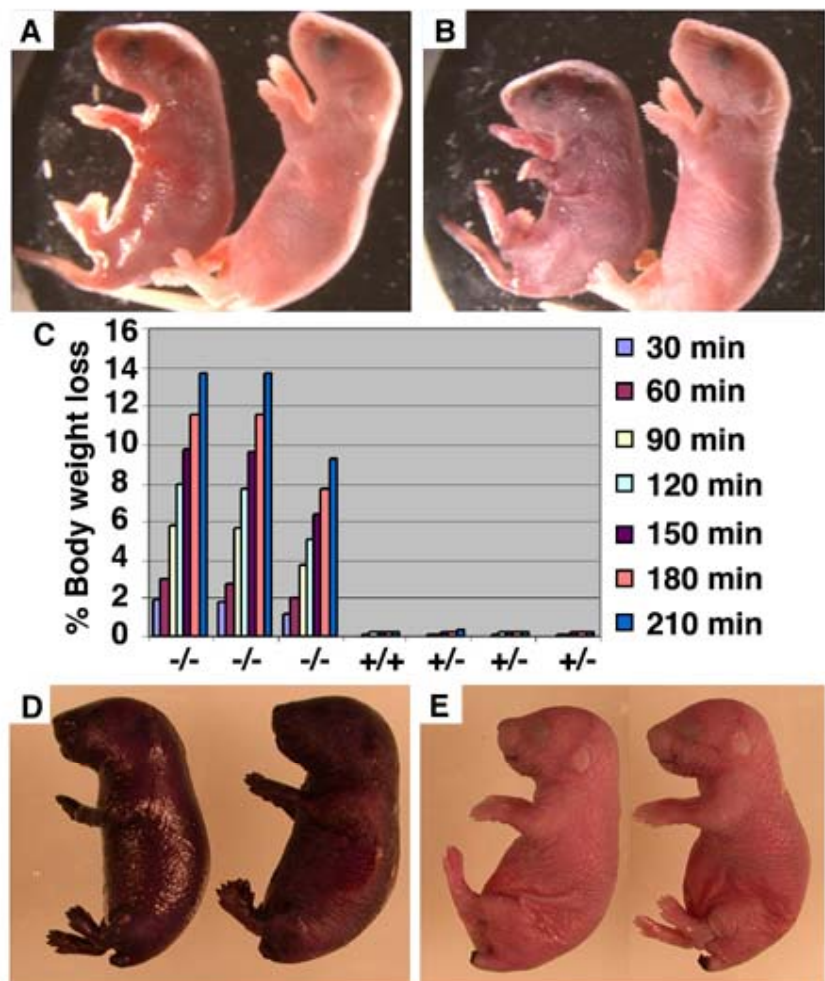 A
B
C
16
14
12
10
8
6
4
2
0
% Body weight loss
-/-
-/-
-/-
+/+
+/-
+/-
+/-
30 min
60 min
90 min
120 min
150 min
180 min
210 min
D
E